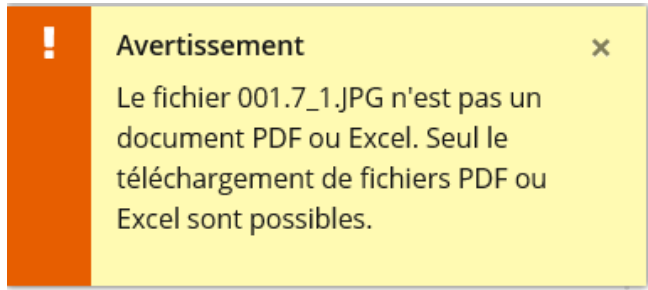 !
Avertissement ×
Le fichier 001.7_1.JPG n'est pas un
document PDF ou Excel. Seul le
téléchargement de fichiers PDF ou
Excel sont possibles.